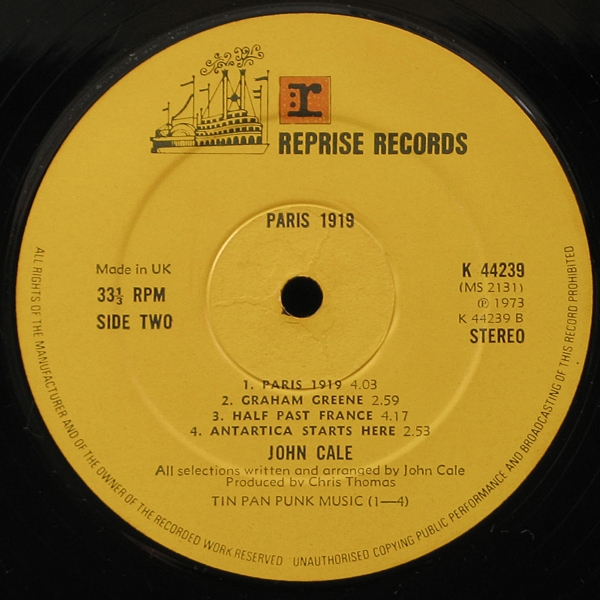 r
REPRISE RECORDS
PARIS 1919
Made in UK
33⅓ RPM
SIDE TWO
K 44239
(MS 2131)
℗ 1973
K 44239 B
STEREO
1. PARIS 1919 4.03
2. GRAHAM GREENE 2.59
3. HALF PAST FRANCE 4.17
4. ANTARTICA STARTS HERE 2.53
JOHN CALE
All selections written and arranged by John Cale
Produced by Chris Thomas
TIN PAN PUNK MUSIC (1—4)
ALL RIGHTS OF THE MANUFACTURER AND OF THE OWNER OF THE RECORDED WORK RESERVED UNAUTHORISED COPYING PUBLIC PERFORMANCE AND BROADCASTING OF THIS RECORD PROHIBITED